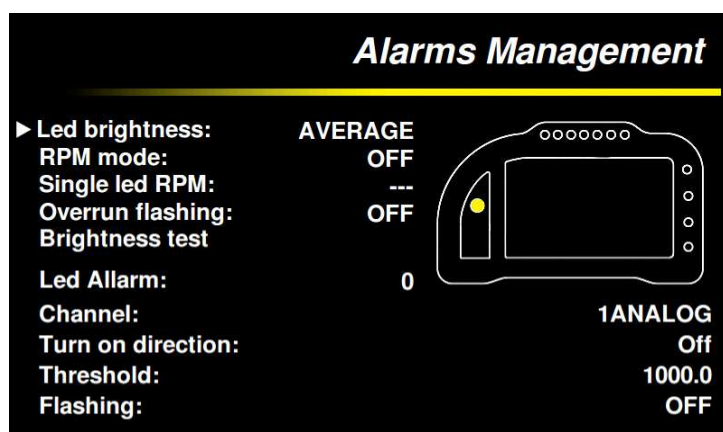 Alarms Management
Led brightness: AVERAGE
RPM mode: OFF
Single led RPM: ---
Overrun flashing: OFF
Brightness test
Led Allarm: 0
Channel: 1ANALOG
Turn on direction: Off
Threshold: 1000.0
Flashing: OFF